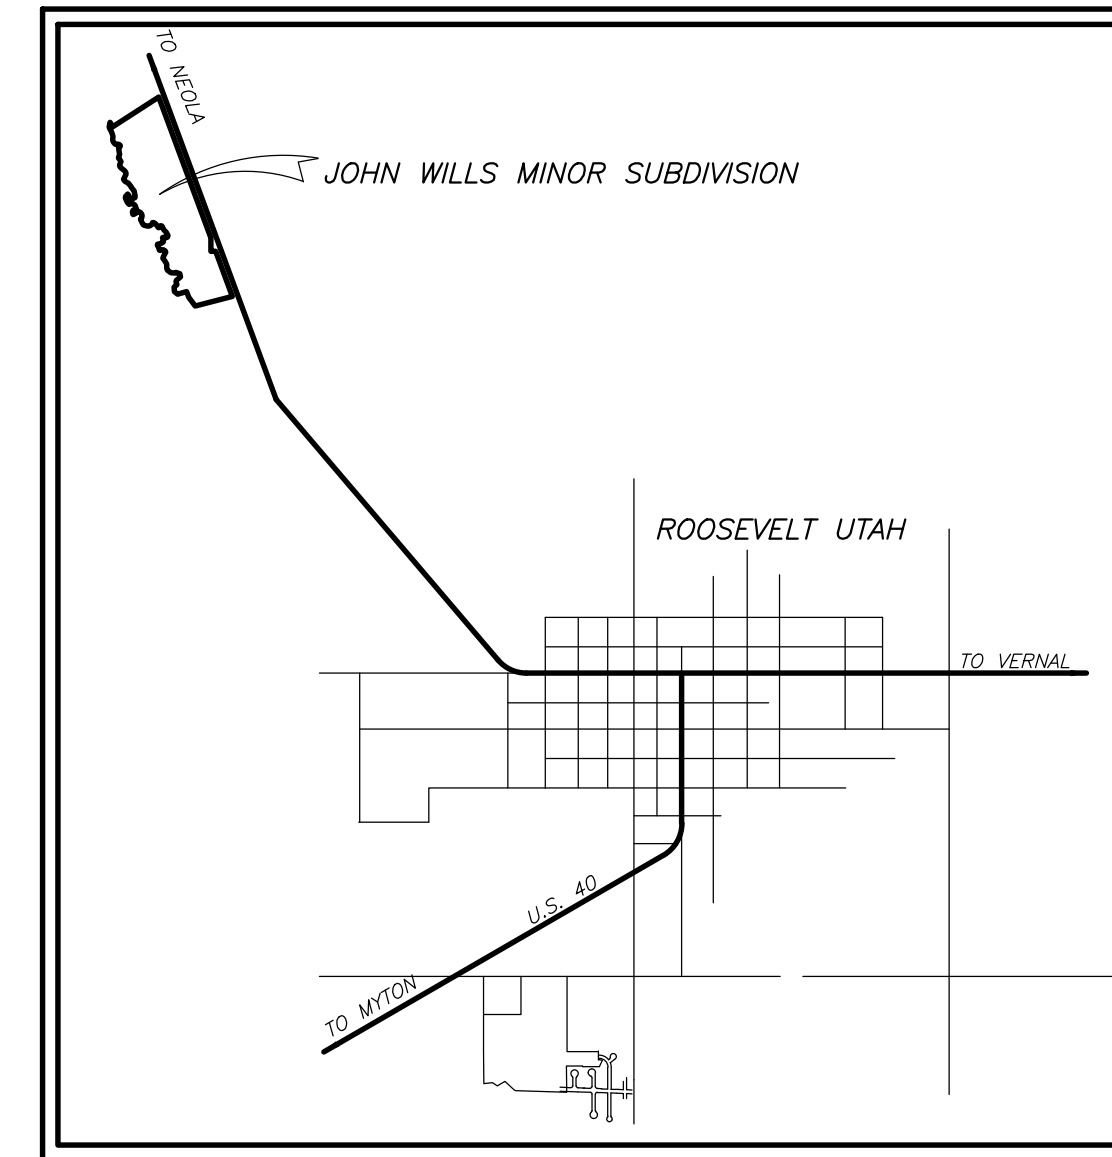 TO NEOLA
JOHN WILLS MINOR SUBDIVISION
ROOSEVELT UTAH
TO VERNAL
U.S. 40
TO MYTON